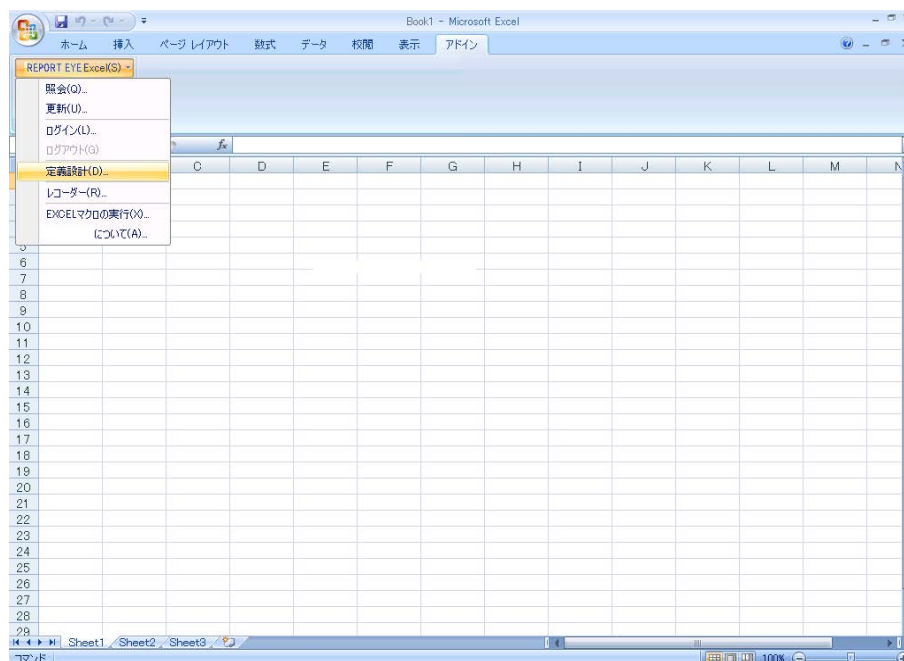 Book1 - Microsoft Excel
ホーム 挿入 ページ レイアウト 数式 データ 校閲 表示 アドイン
REPORT EYE Excel(S)
照会(Q)...
更新(U)...
ログイン(L)...
ログアウト(G)
定義設計(D)...
レコーダー(R)...
EXCELマクロの実行(X)...
について(A)...
fx
C D E F G H I J K L M N
5
6
7
8
9
10
11
12
13
14
15
16
17
18
19
20
21
22
23
24
25
26
27
28
29
Sheet1 Sheet2 Sheet3
コマンド 100%